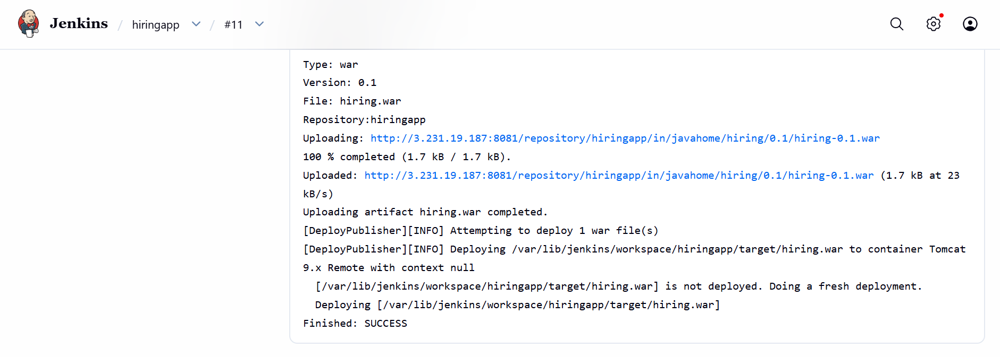 Jenkins / hiringapp / #11
Type: war
Version: 0.1
File: hiring.war
Repository:hiringapp
Uploading: http://3.231.19.187:8081/repository/hiringapp/in/javahome/hiring/0.1/hiring-0.1.war
100 % completed (1.7 kB / 1.7 kB).
Uploaded: http://3.231.19.187:8081/repository/hiringapp/in/javahome/hiring/0.1/hiring-0.1.war (1.7 kB at 23
kB/s)
Uploading artifact hiring.war completed.
[DeployPublisher][INFO] Attempting to deploy 1 war file(s)
[DeployPublisher][INFO] Deploying /var/lib/jenkins/workspace/hiringapp/target/hiring.war to container Tomcat
9.x Remote with context null
[/var/lib/jenkins/workspace/hiringapp/target/hiring.war] is not deployed. Doing a fresh deployment.
Deploying [/var/lib/jenkins/workspace/hiringapp/target/hiring.war]
Finished: SUCCESS